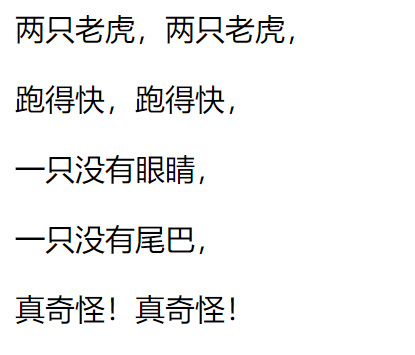 两只老虎，两只老虎，
跑得快，跑得快，
一只没有眼睛，
一只没有尾巴，
真奇怪！真奇怪！